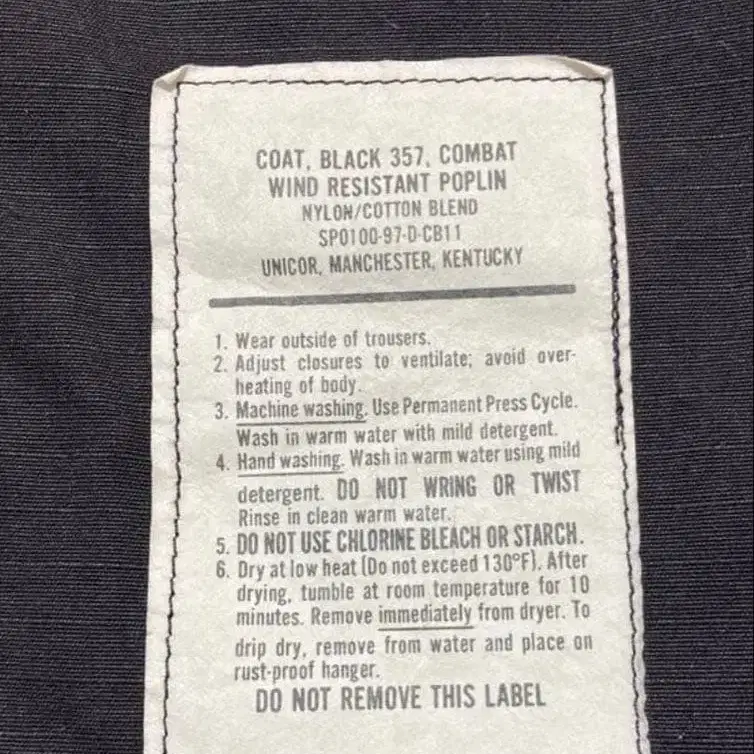 COAT, BLACK 357, COMBAT
WIND RESISTANT POPLIN
NYLON/COTTON BLEND
SP0100-97-D-CB11
UNICOR, MANCHESTER, KENTUCKY
1. Wear outside of trousers.
2. Adjust closures to ventilate; avoid over-
heating of body.
3. Machine washing. Use Permanent Press Cycle.
Wash in warm water with mild detergent.
4. Hand washing. Wash in warm water using mild
detergent. DO NOT WRING OR TWIST
Rinse in clean warm water.
5. DO NOT USE CHLORINE BLEACH OR STARCH.
6. Dry at low heat (Do not exceed 130°F). After
drying, tumble at room temperature for 10
minutes. Remove immediately from dryer. To
drip dry, remove from water and place on
rust-proof hanger.
DO NOT REMOVE THIS LABEL